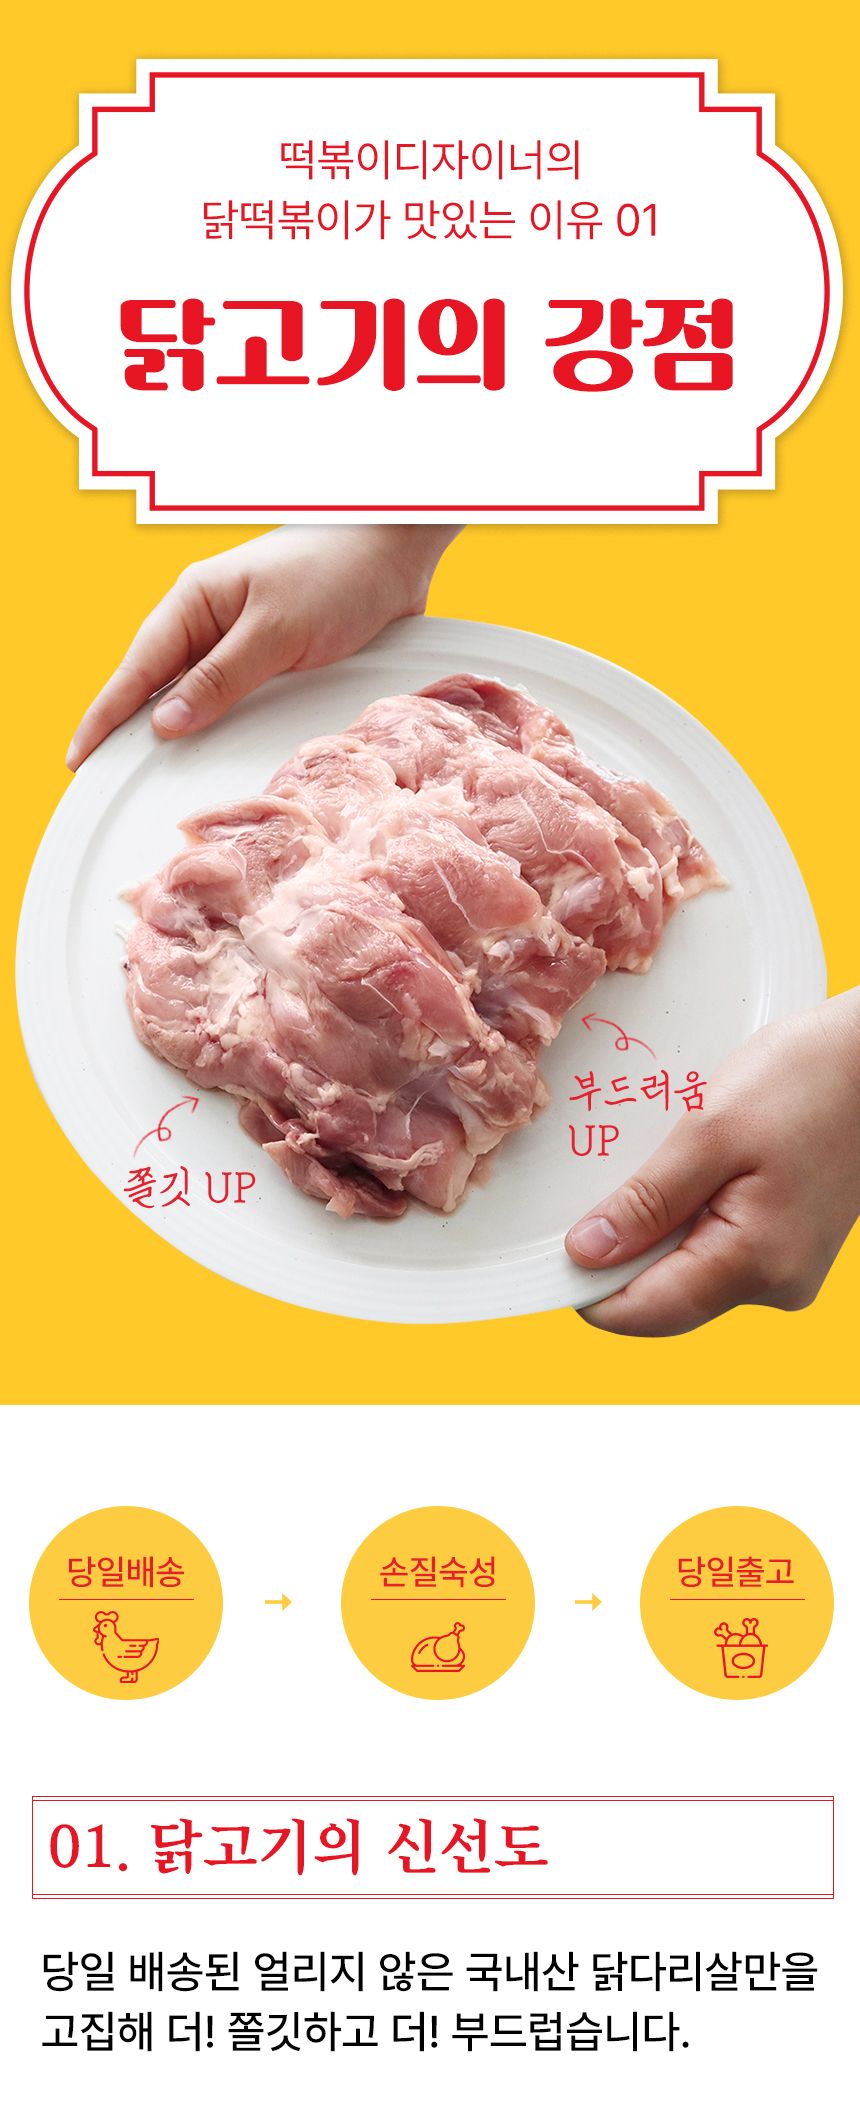 떡볶이디자이너의
닭떡볶이가 맛있는 이유 01
닭고기의 강점
부드러움
UP
쫄깃 UP
당일배송
손질숙성
당일출고
01. 닭고기의 신선도
당일 배송된 얼리지 않은 국내산 닭다리살만을
고집해 더! 쫄깃하고 더! 부드럽습니다.